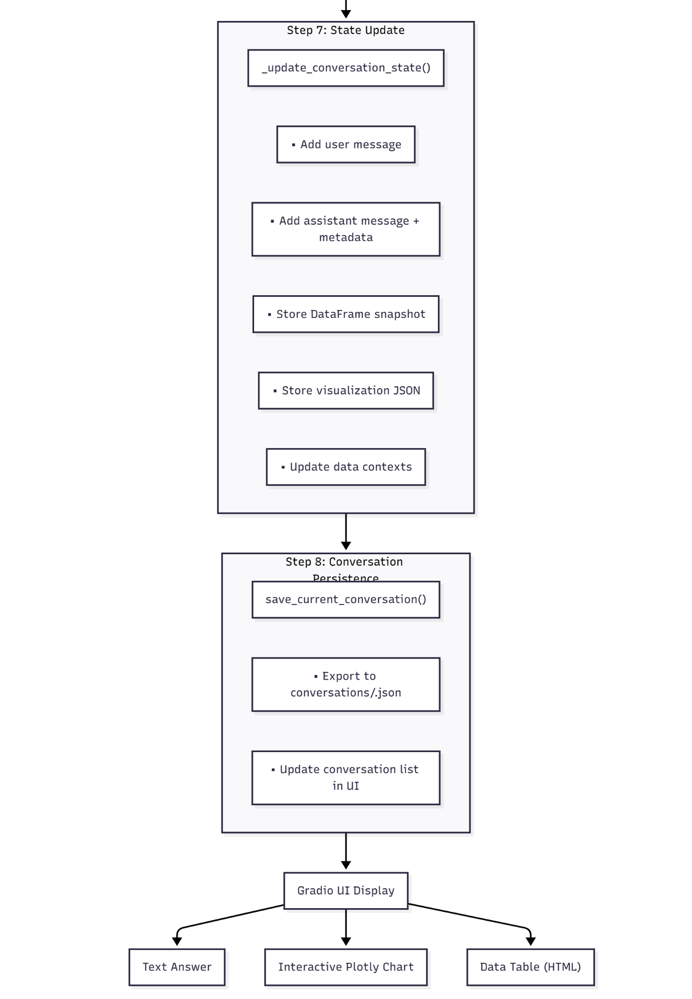 Step 7: State Update
_update_conversation_state()
▪ Add user message
▪ Add assistant message +
metadata
▪ Store DataFrame snapshot
▪ Store visualization JSON
▪ Update data contexts
Step 8: Conversation
Persistence
save_current_conversation()
▪ Export to
conversations/.json
▪ Update conversation list
in UI
Gradio UI Display
Text Answer
Interactive Plotly Chart
Data Table (HTML)